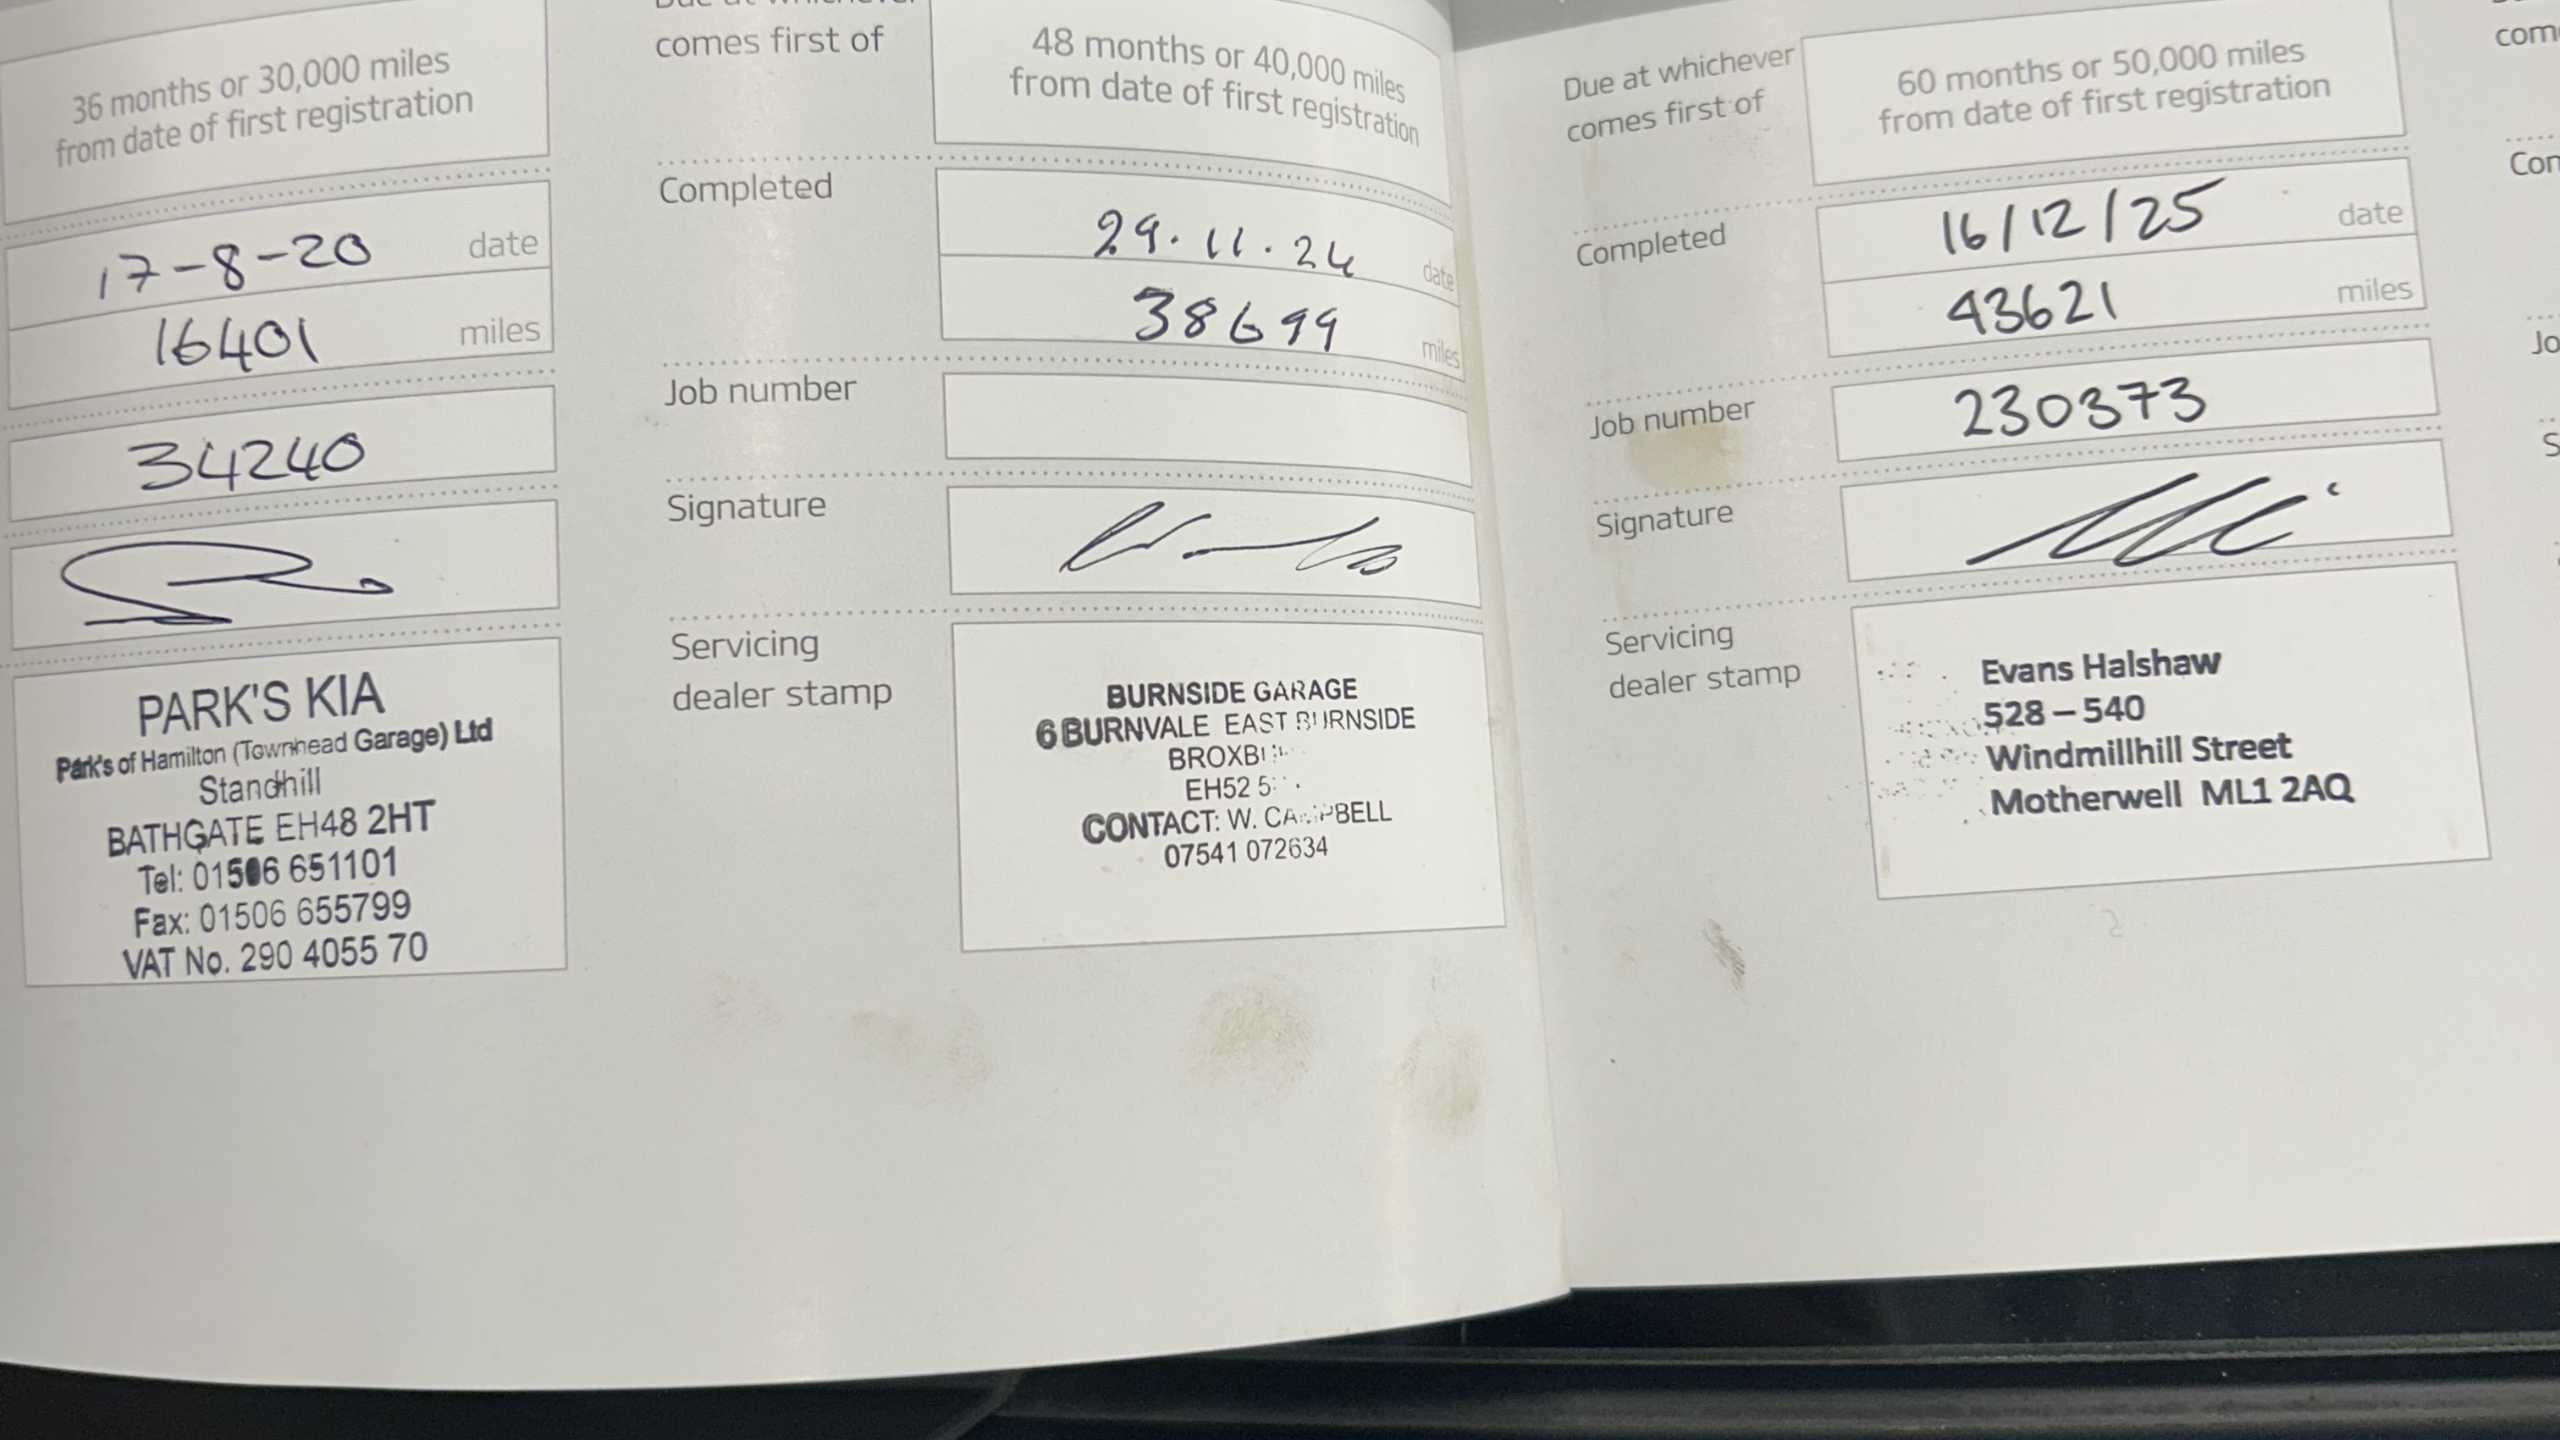 36 months or 30,000 miles
from date of first registration
17-8-20 date
16401 miles
34240
PARK'S KIA
Park's of Hamilton (Townhead Garage) Ltd
Standhill
BATHGATE EH48 2HT
Tel: 01506 651101
Fax: 01506 655799
VAT No. 290 4055 70
comes first of
48 months or 40,000 miles
from date of first registration
Completed
29.11.24 date
38699 miles
Job number
Signature
Servicing
dealer stamp
BURNSIDE GARAGE
6 BURNVALE EAST BURNSIDE
EH52
CONTACT: W. CAMPBELL
07541 072634
Due at whichever
comes first of
60 months or 50,000 miles
from date of first registration
Completed
16/12/25 date
43621 miles
Job number
230373
Signature
Servicing
dealer stamp
Evans Halshaw
528 – 540
Windmillhill Street
Motherwell ML1 2AQ